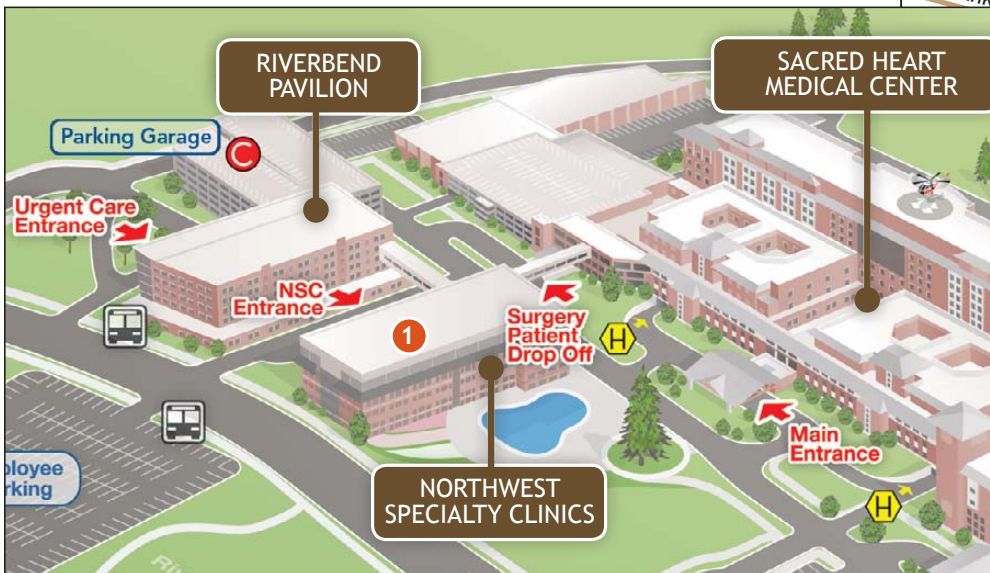 RIVERBEND
PAVILION
SACRED HEART
MEDICAL CENTER
Parking Garage
C
Urgent Care
Entrance
NSC
Entrance
1
Surgery
Patient
Drop Off
H
Main
Entrance
ployee
rking
NORTHWEST
SPECIALTY CLINICS
H